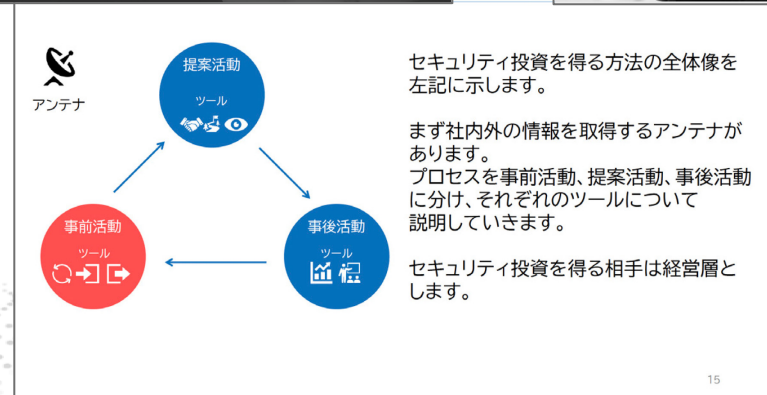 アンテナ
提案活動
ツール
事前活動
ツール
事後活動
ツール
セキュリティ投資を得る方法の全体像を
左記に示します。
まず社内外の情報を取得するアンテナが
あります。
プロセスを事前活動、提案活動、事後活動
に分け、それぞれのツールについて
説明していきます。
セキュリティ投資を得る相手は経営層と
します。
15